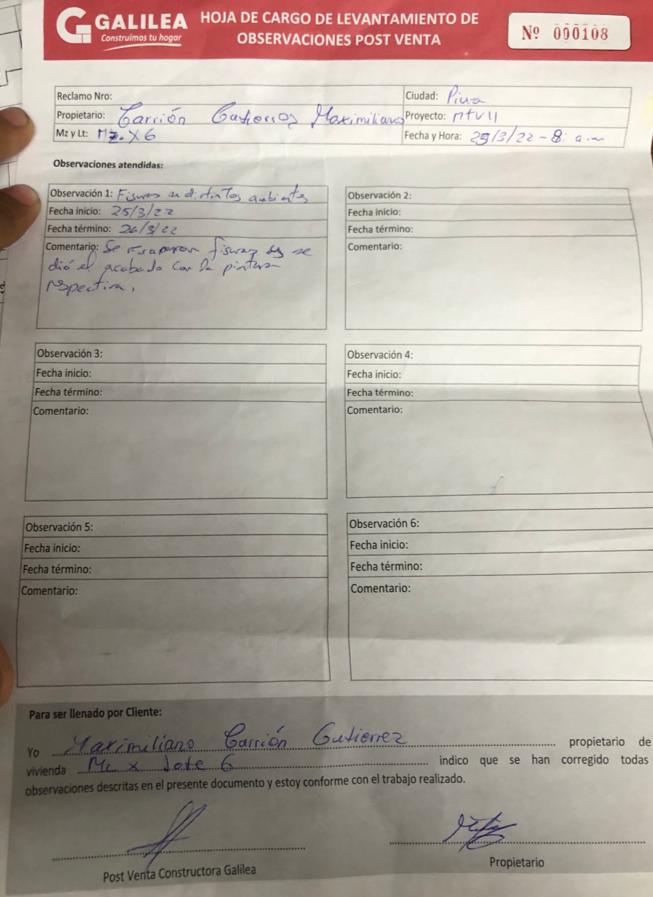 GALILEA
Construimos tu hogar
HOJA DE CARGO DE LEVANTAMIENTO DE
OBSERVACIONES POST VENTA
Nº 000108
Reclamo Nro:
Ciudad: Piura
Propietario: Carrión Gutierrez Maximiliano
Proyecto: MTVII
Mz y Lt: Mz. X6
Fecha y Hora: 25/3/22 - 8 a.m
Observaciones atendidas:
Observación 1: Fisuras en distintos ambientes
Fecha inicio: 25/3/22
Fecha término: 26/3/22
Comentario: Se resaparon fisuras se
dió el acabado con la pintura
respectiva.
Observación 2:
Fecha inicio:
Fecha término:
Comentario:
Observación 3:
Fecha inicio:
Fecha término:
Comentario:
Observación 4:
Fecha inicio:
Fecha término:
Comentario:
Observación 5:
Fecha inicio:
Fecha término:
Comentario:
Observación 6:
Fecha inicio:
Fecha término:
Comentario:
Para ser llenado por Cliente:
Yo Maximiliano Carrión Gutierrez propietario de
vivienda Mz x Lote 6 indico que se han corregido todas
observaciones descritas en el presente documento y estoy conforme con el trabajo realizado.
Post Venta Constructora Galilea
Propietario